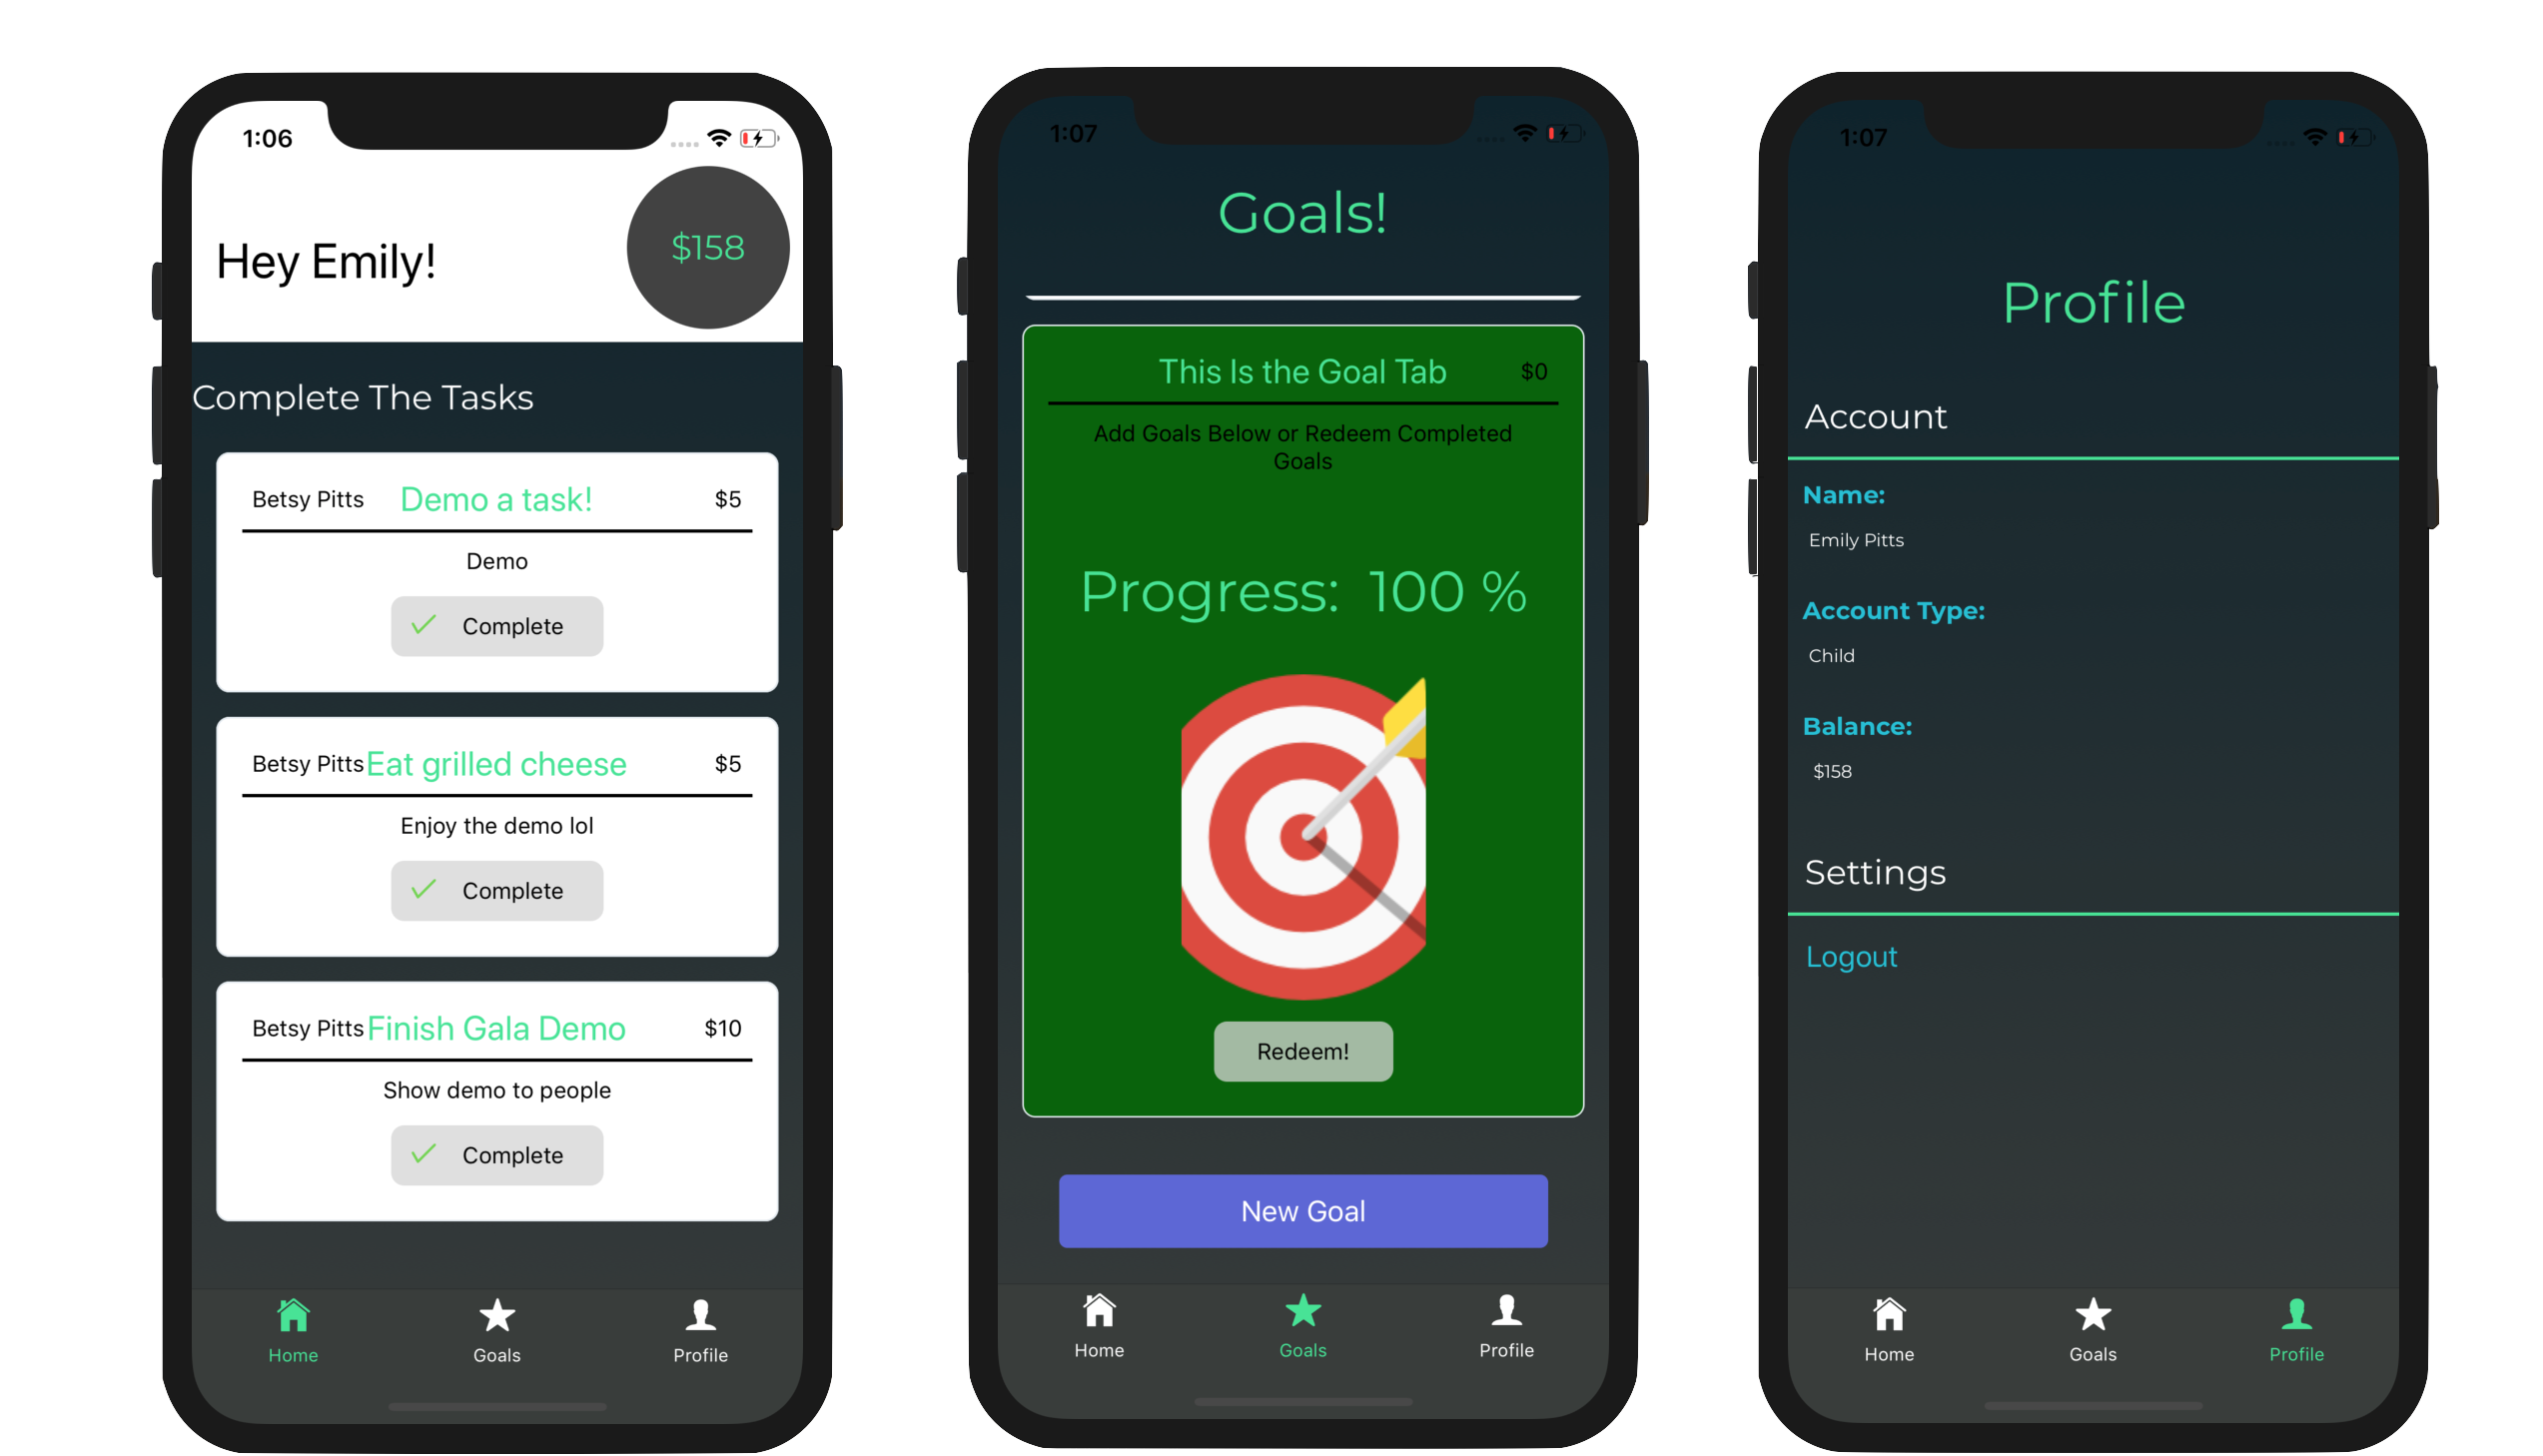 1:06
Hey Emily!
$158
Complete The Tasks
Betsy Pitts Demo a task! $5
Demo
Complete
Betsy Pitts Eat grilled cheese $5
Enjoy the demo lol
Complete
Betsy Pitts Finish Gala Demo $10
Show demo to people
Complete
Home Goals Profile
1:07
Goals!
This Is the Goal Tab $0
Add Goals Below or Redeem Completed
Goals
Progress: 100 %
Redeem!
New Goal
Home Goals Profile
1:07
Profile
Account
Name:
Emily Pitts
Account Type:
Child
Balance:
$158
Settings
Logout
Home Goals Profile